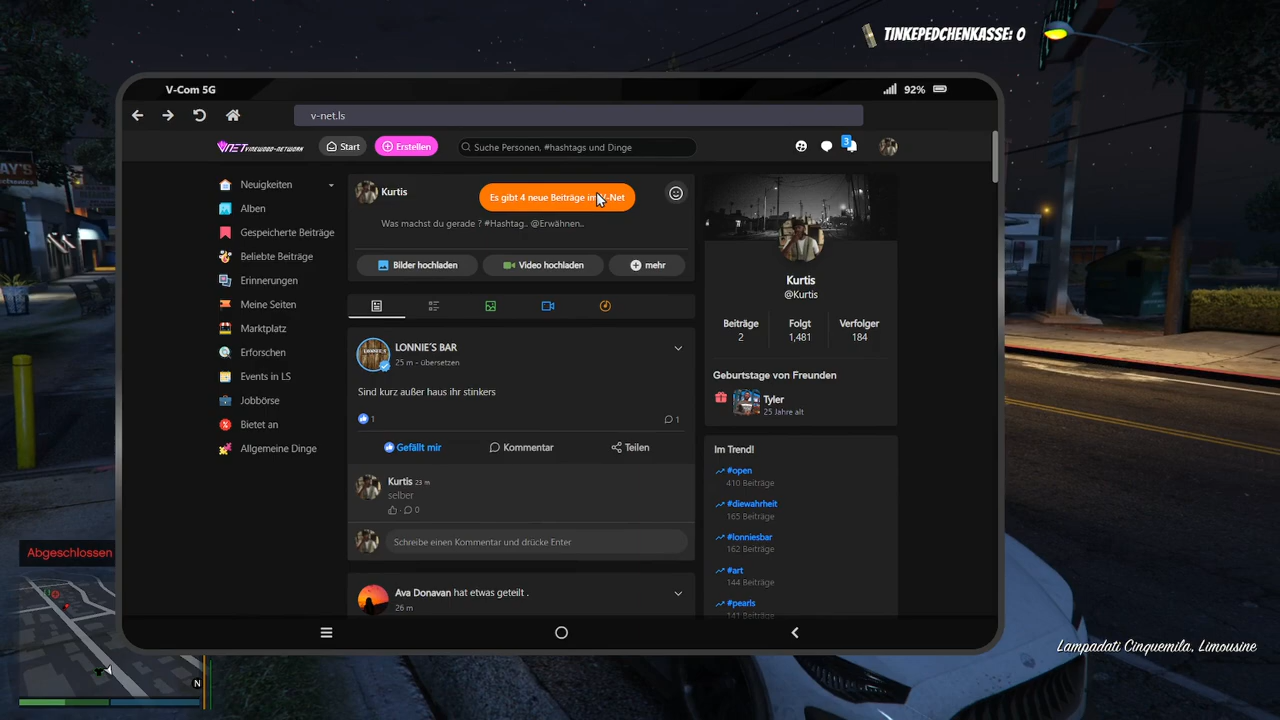 TINKEPEDCHENKASSE: 0
V-Com 5G
92%
v-net.ls
VNET VINEWOOD-NETWORK
Start
Erstellen
Suche Personen, #hashtags und Dinge
3
Neuigkeiten
Alben
Gespeicherte Beiträge
Beliebte Beiträge
Erinnerungen
Meine Seiten
Marktplatz
Erforschen
Events in LS
Jobbörse
Bietet an
Allgemeine Dinge
Kurtis
Es gibt 4 neue Beiträge im V-Net
Was machst du gerade ? #Hashtag.. @Erwähnen..
Bilder hochladen
Video hochladen
mehr
LONNIE'S BAR
25 m - übersetzen
Sind kurz außer haus ihr stinkers
1
1
Gefällt mir
Kommentar
Teilen
Kurtis 23 m
selber
0
Schreibe einen Kommentar und drücke Enter
Ava Donavan hat etwas geteilt .
26 m
Kurtis
@Kurtis
Beiträge
2
Folgt
1,481
Verfolger
184
Geburtstage von Freunden
Tyler
25 Jahre alt
Im Trend!
#open
410 Beiträge
#diewahrheit
165 Beiträge
#lonniesbar
162 Beiträge
#art
144 Beiträge
#pearls
141 Beiträge
Abgeschlossen
N
Lampadati Cinquemila, Limousine